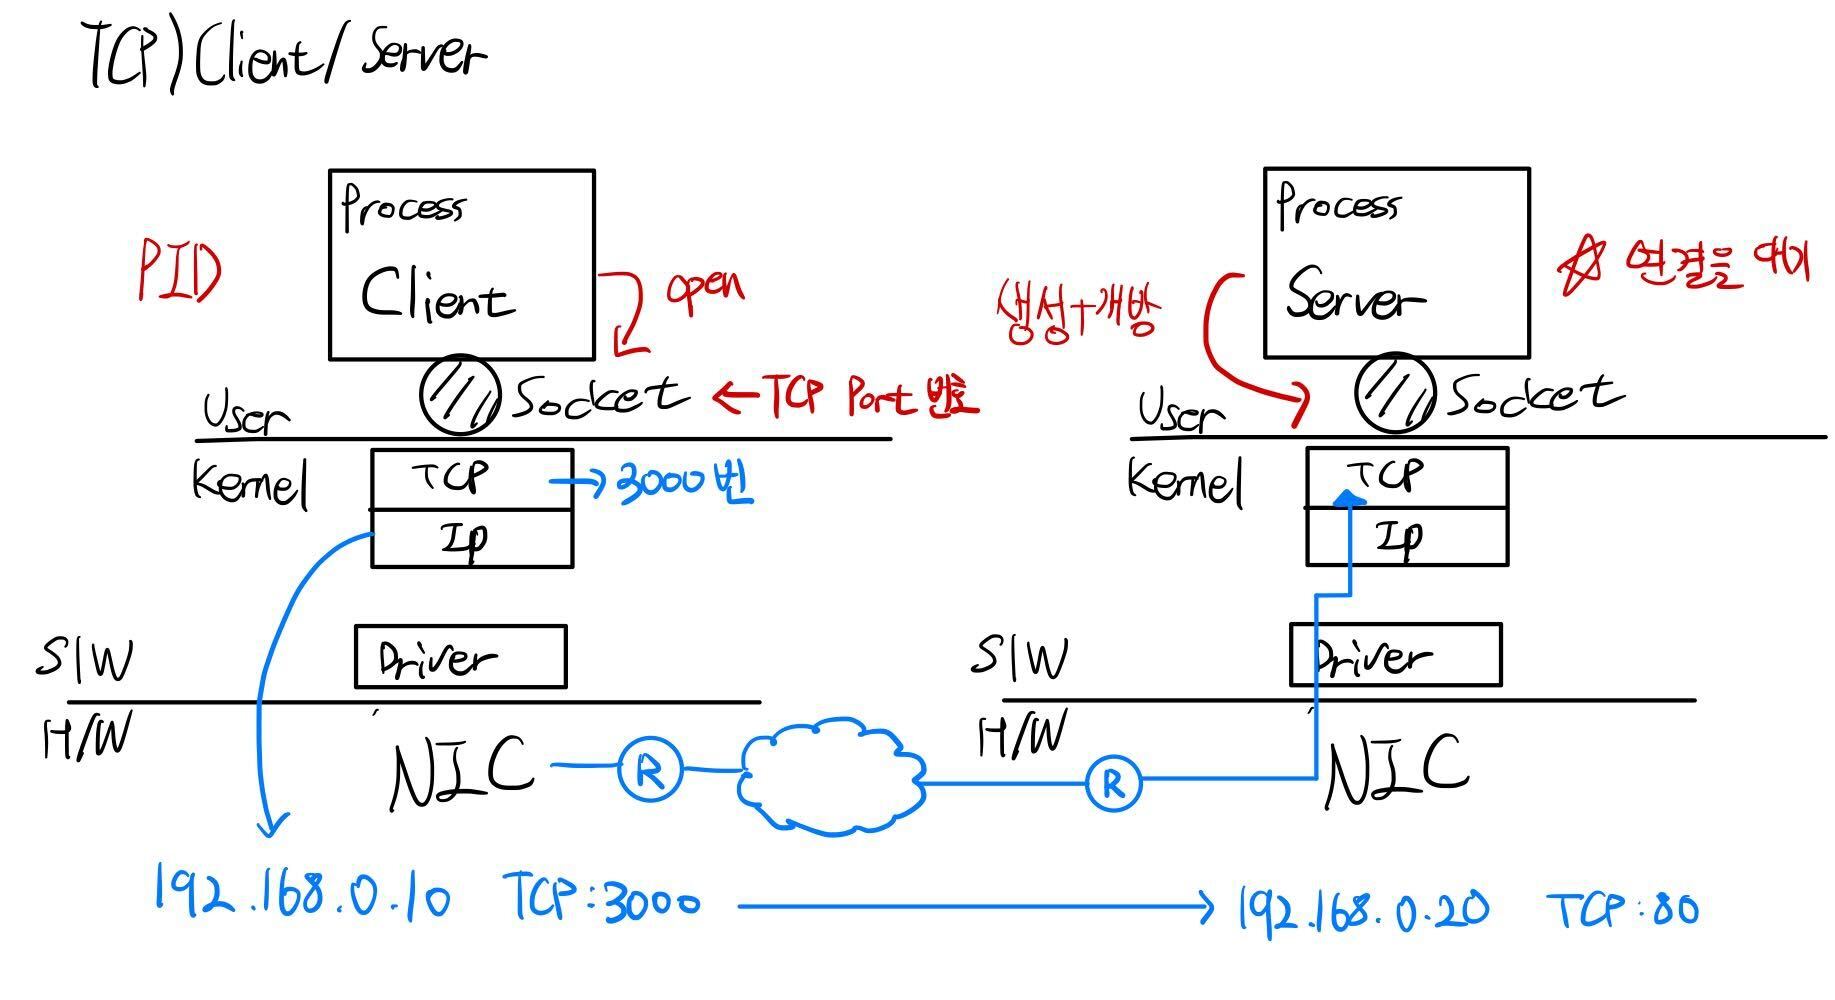 TCP) Client/Server
Process
Client
PID
open
Socket
← TCP Port 번호
User
Kernel
TCP
→ 3000번
Ip
S/W
Driver
H/W
NIC
R
192.168.0.10 TCP:3000
Process
Server
생성+개방
☆ 연결을 대기
Socket
User
Kernel
TCP
Ip
S/W
Driver
H/W
R
NIC
192.168.0.20 TCP:80